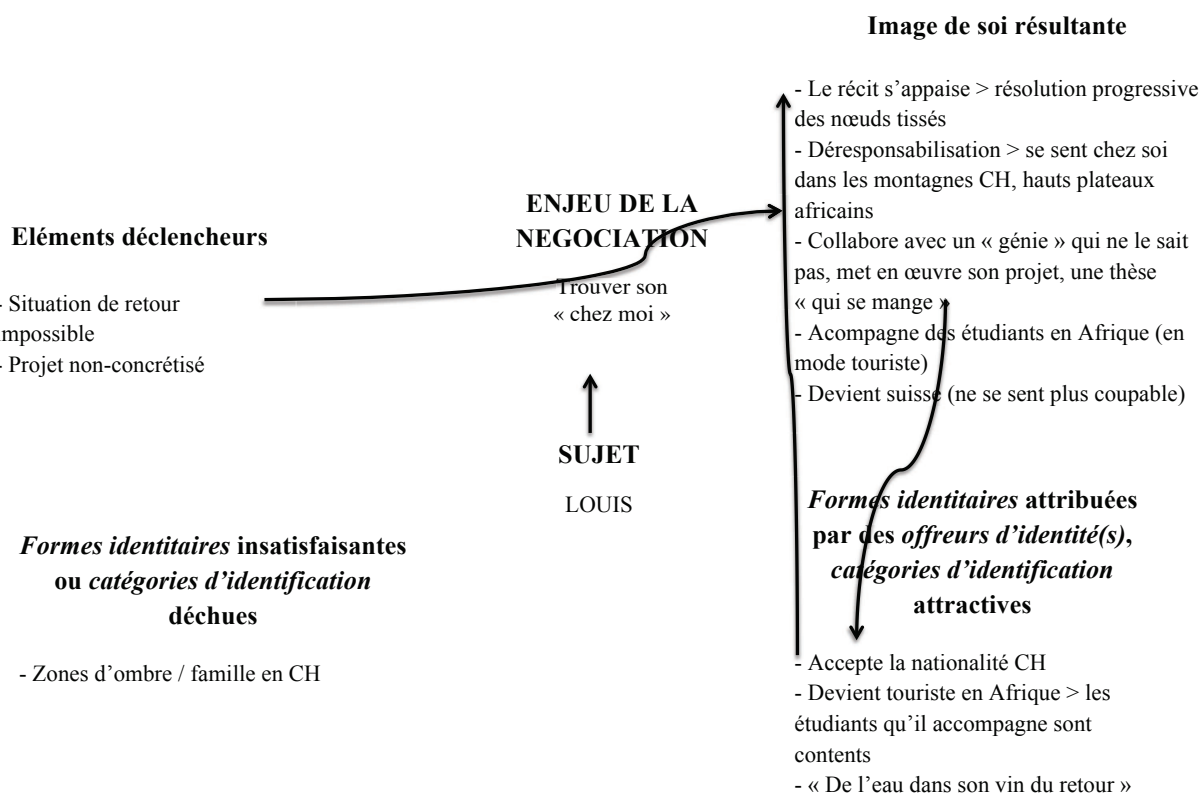 Image de soi résultante
- Le récit s'appaise > résolution progressive
des nœuds tissés
- Déresponsabilisation > se sent chez soi
dans les montagnes CH, hauts plateaux
africains
- Collabore avec un « génie » qui ne le sait
pas, met en œuvre son projet, une thèse
« qui se mange »
- Acompagne des étudiants en Afrique (en
mode touriste)
- Devient suisse (ne se sent plus coupable)
ENJEU DE LA
NEGOCIATION
Trouver son
« chez moi »
Eléments déclencheurs
- Situation de retour
impossible
- Projet non-concrétisé
SUJET
LOUIS
Formes identitaires insatisfaisantes
ou catégories d'identification
déchues
- Zones d'ombre / famille en CH
Formes identitaires attribuées
par des offreurs d'identité(s),
catégories d'identification
attractives
- Accepte la nationalité CH
- Devient touriste en Afrique > les
étudiants qu'il accompagne sont
contents
- « De l'eau dans son vin du retour »